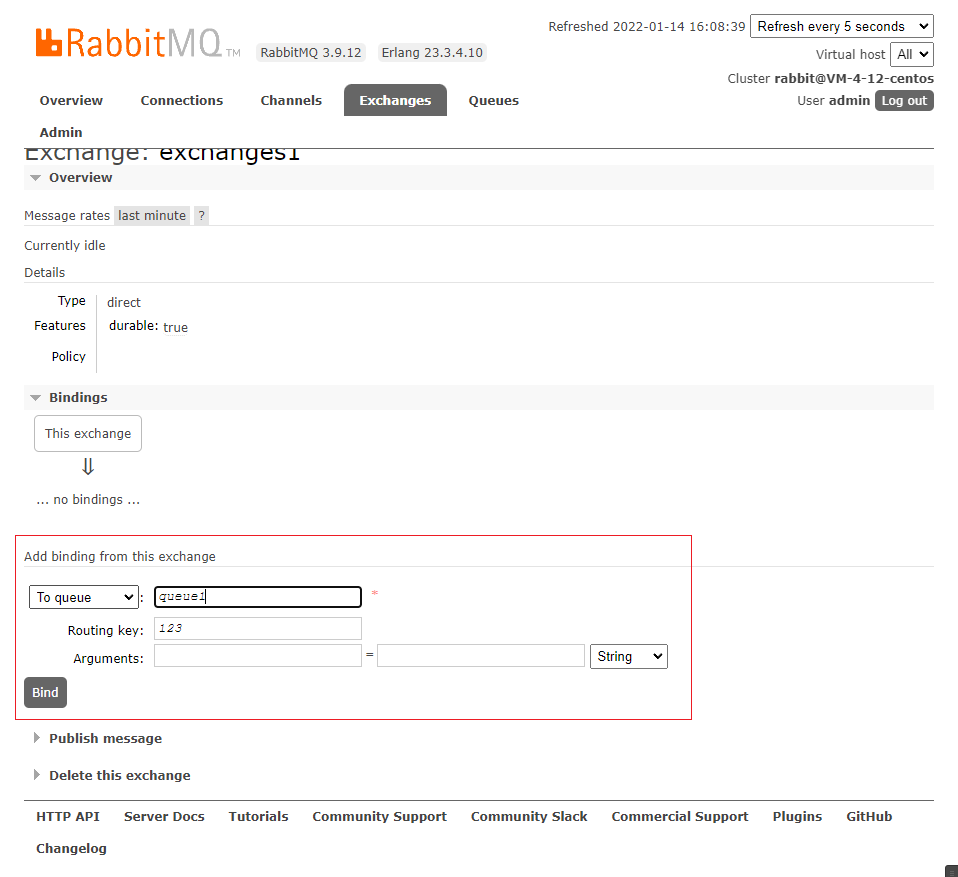 Refreshed 2022-01-14 16:08:39 Refresh every 5 seconds
RabbitMQ TM RabbitMQ 3.9.12 Erlang 23.3.4.10
Virtual host All
Cluster rabbit@VM-4-12-centos
User admin Log out
Overview Connections Channels Exchanges Queues
Admin
Exchange: exchanges1
Overview
Message rates last minute ?
Currently idle
Details
Type direct
Features durable: true
Policy
Bindings
This exchange
⇓
... no bindings ...
Add binding from this exchange
To queue : queue1 *
Routing key: 123
Arguments: = String
Bind
Publish message
Delete this exchange
HTTP API Server Docs Tutorials Community Support Community Slack Commercial Support Plugins GitHub
Changelog